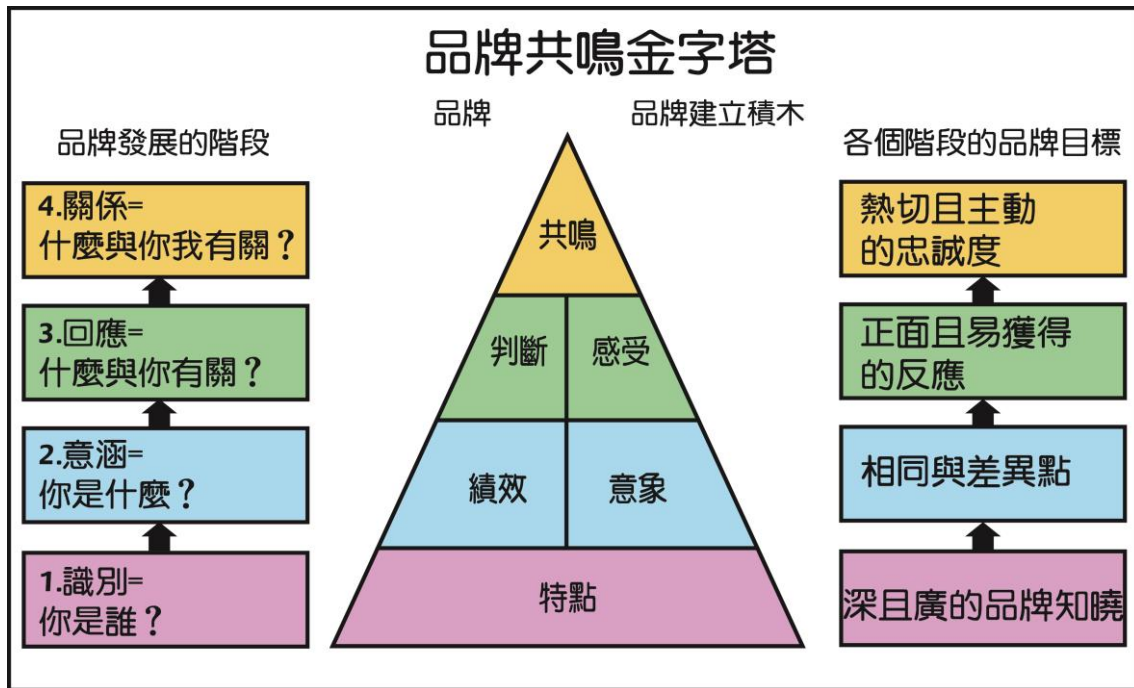 品牌共鳴金字塔
品牌
品牌建立積木
品牌發展的階段
各個階段的品牌目標
4.關係=
什麼與你我有關？
共鳴
熱切且主動
的忠誠度
3.回應=
什麼與你有關？
判斷
感受
正面且易獲得
的反應
2.意涵=
你是什麼？
績效
意象
相同與差異點
1.識別=
你是誰？
特點
深且廣的品牌知曉